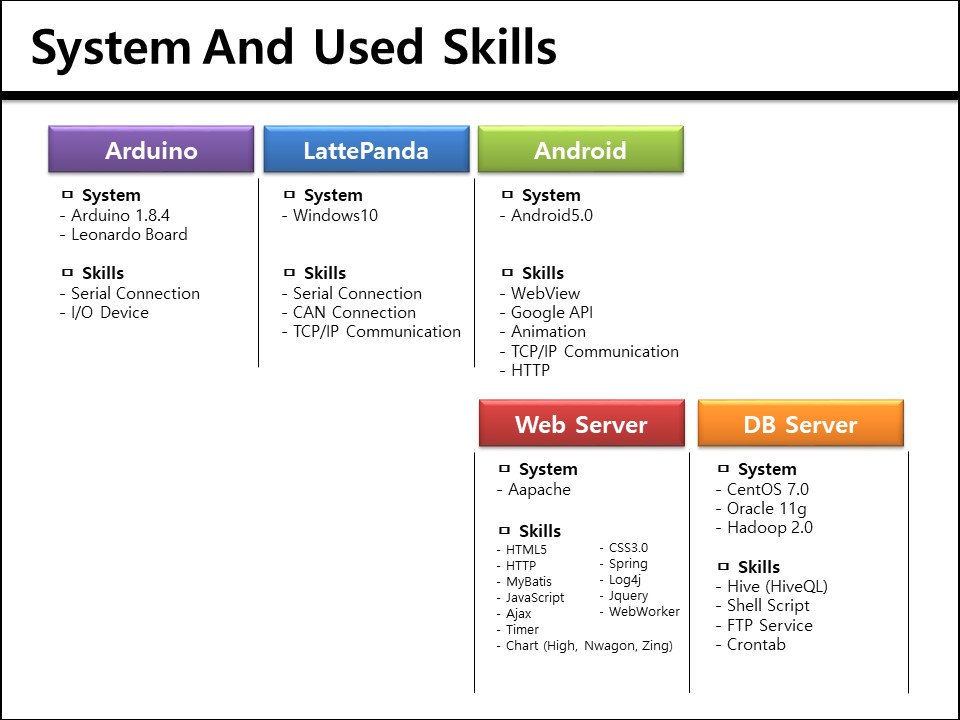 System And Used Skills
Arduino
System
- Arduino 1.8.4
- Leonardo Board
Skills
- Serial Connection
- I/O Device
LattePanda
System
- Windows10
Skills
- Serial Connection
- CAN Connection
- TCP/IP Communication
Android
System
- Android5.0
Skills
- WebView
- Google API
- Animation
- TCP/IP Communication
- HTTP
Web Server
System
- Aapache
Skills
- HTML5
- HTTP
- MyBatis
- JavaScript
- Ajax
- Timer
- Chart (High, Nwagon, Zing)
- CSS3.0
- Spring
- Log4j
- Jquery
- WebWorker
DB Server
System
- CentOS 7.0
- Oracle 11g
- Hadoop 2.0
Skills
- Hive (HiveQL)
- Shell Script
- FTP Service
- Crontab